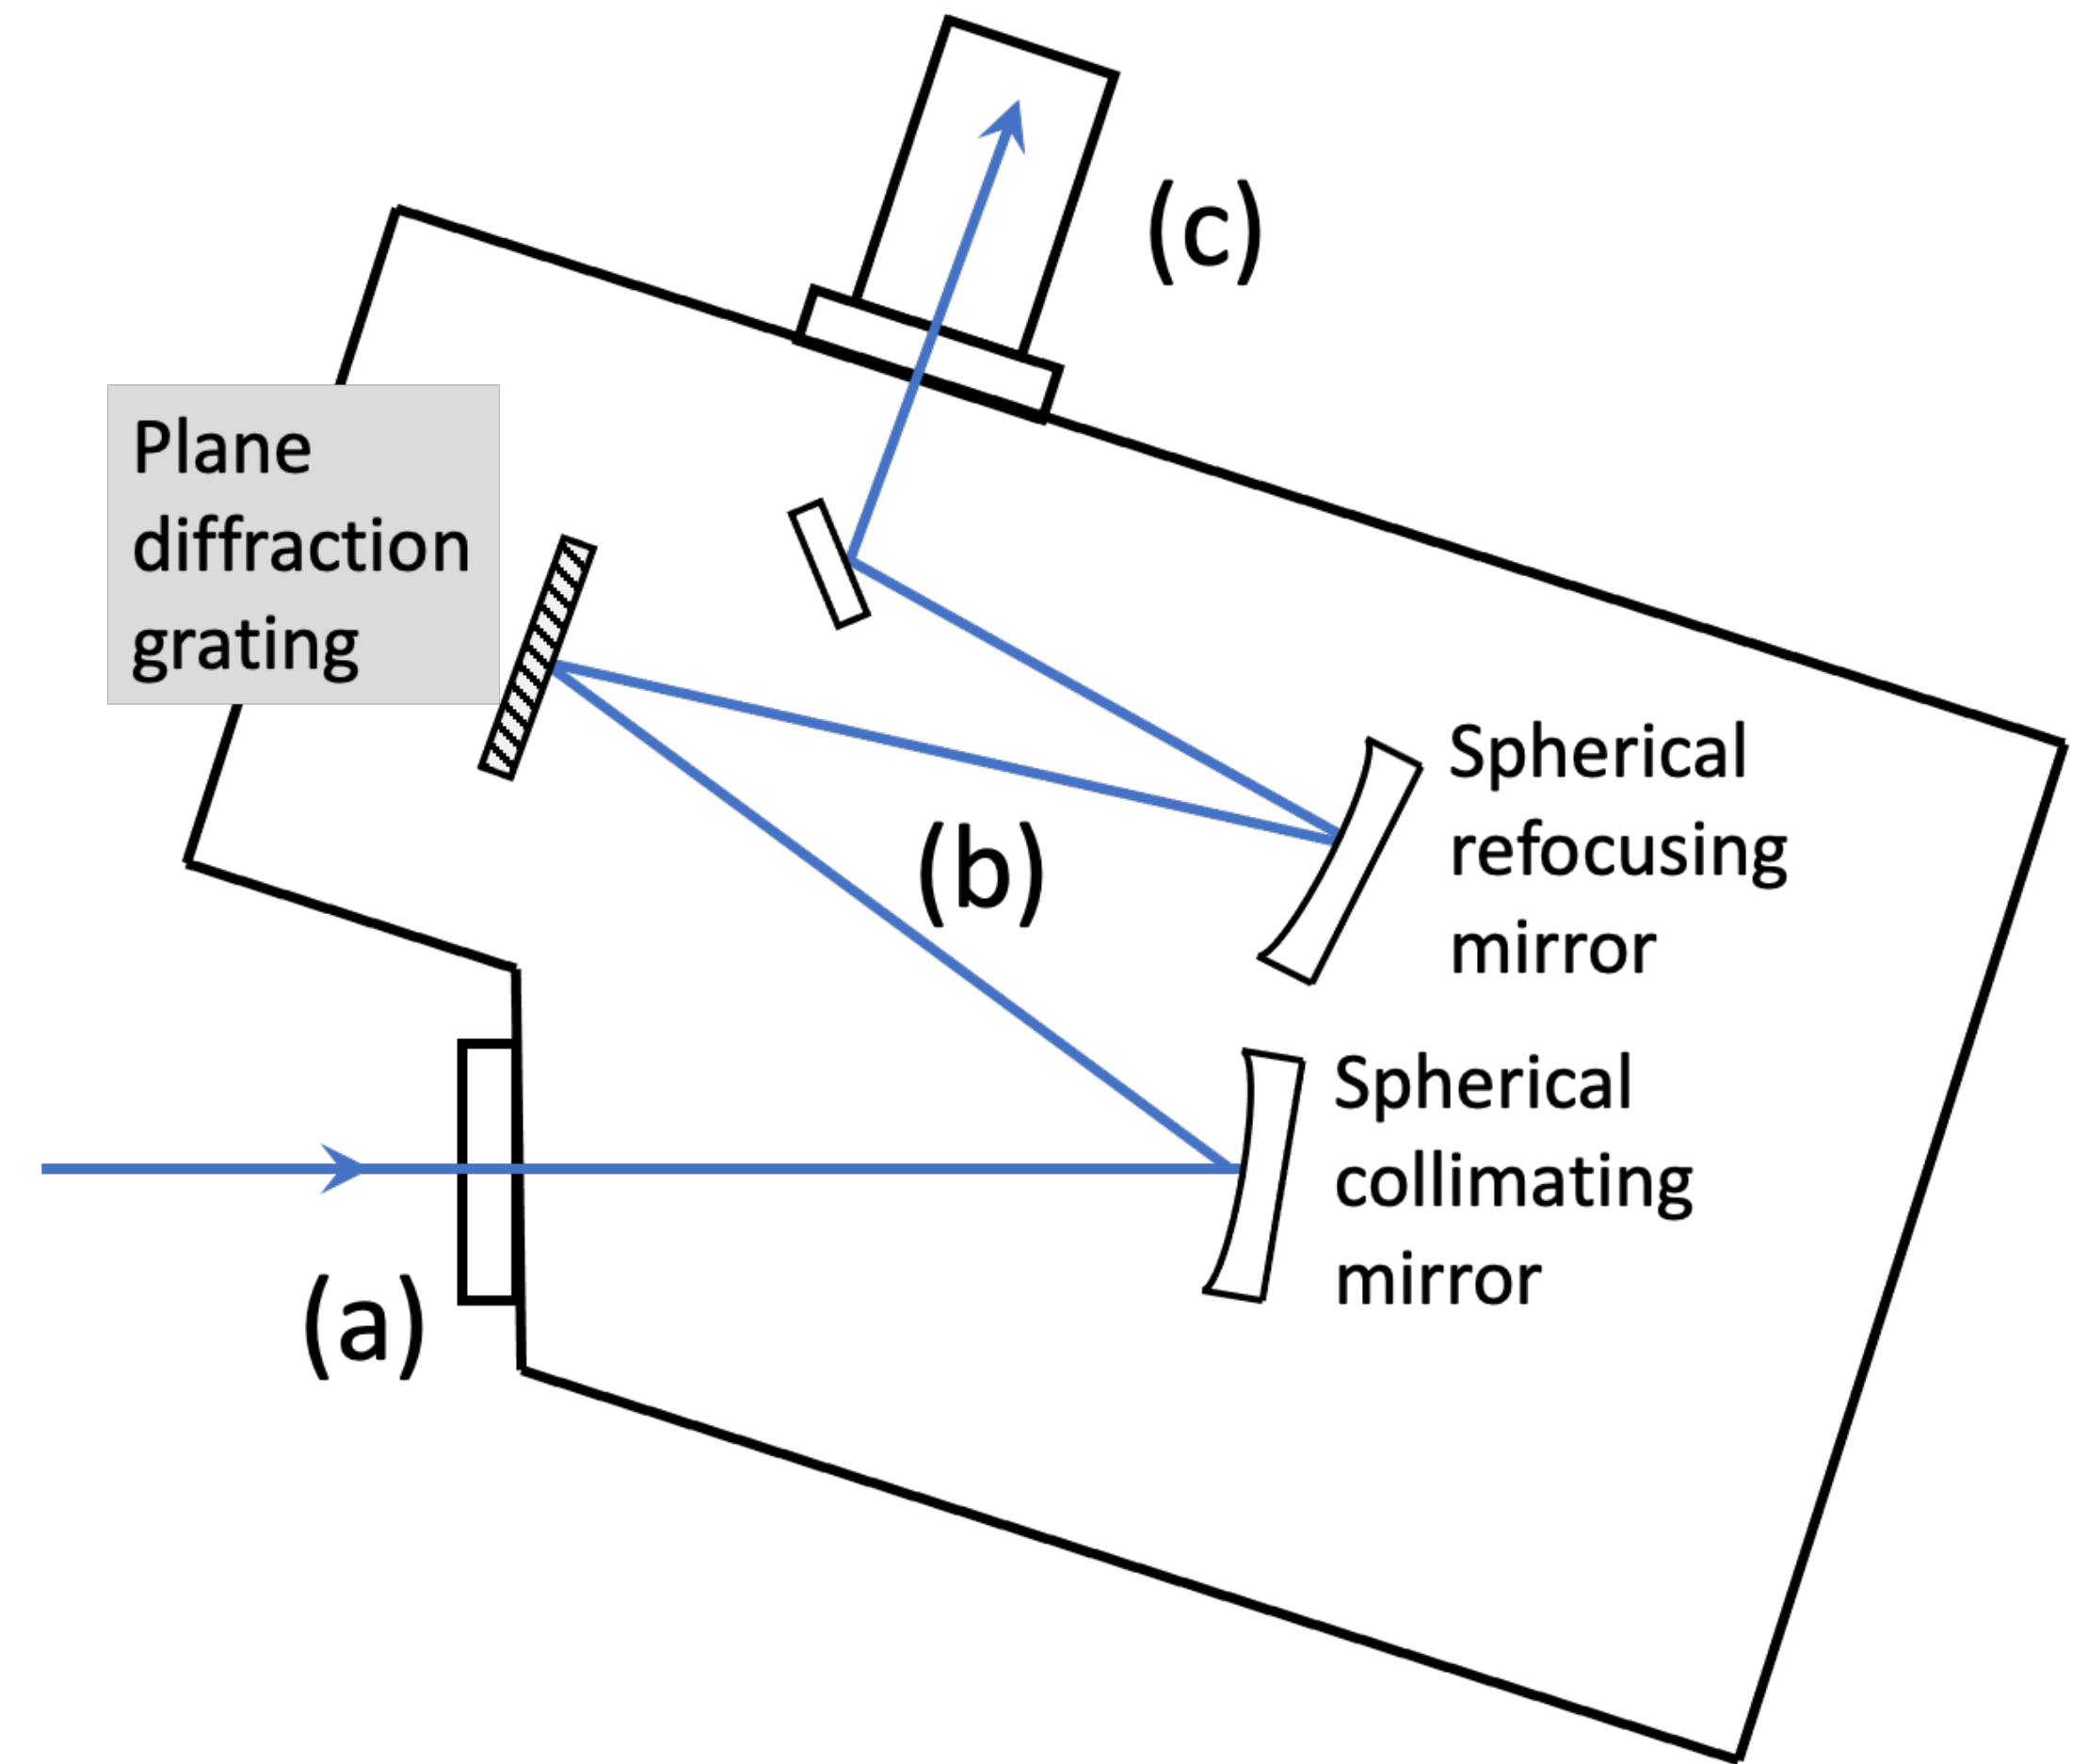 (c)
Plane
diffraction
grating
Spherical
refocusing
mirror
(b)
Spherical
collimating
mirror
(a)